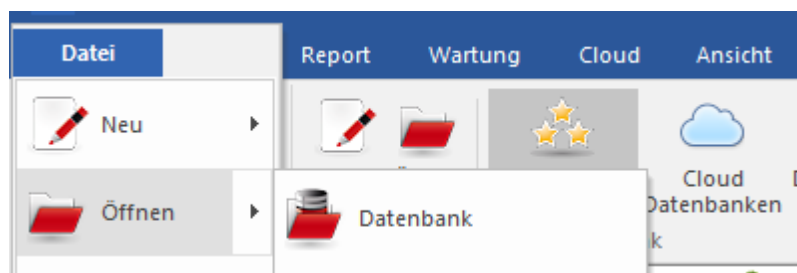 Datei Report Wartung Cloud Ansicht
Neu
Cloud
Öffnen Datenbank Datenbanken
k